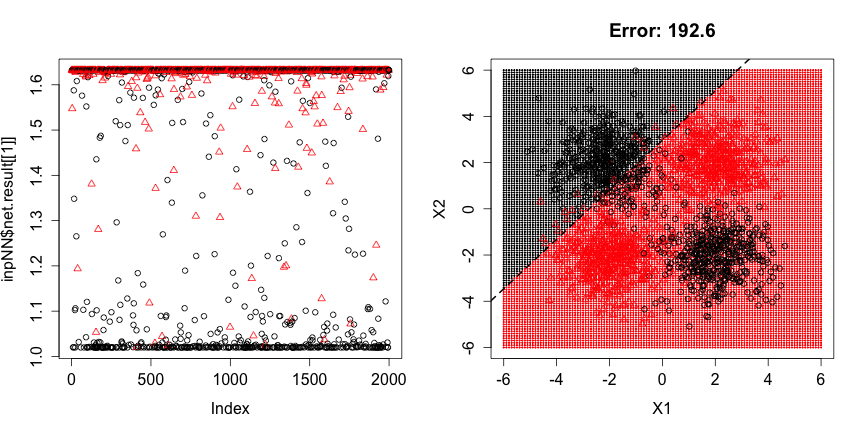 inpNN$net.result[[1]]
1.0 1.1 1.2 1.3 1.4 1.5 1.6
0 500 1000 1500 2000
Index
Error: 192.6
X2
-6 -4 -2 0 2 4 6
-6 -4 -2 0 2 4 6
X1